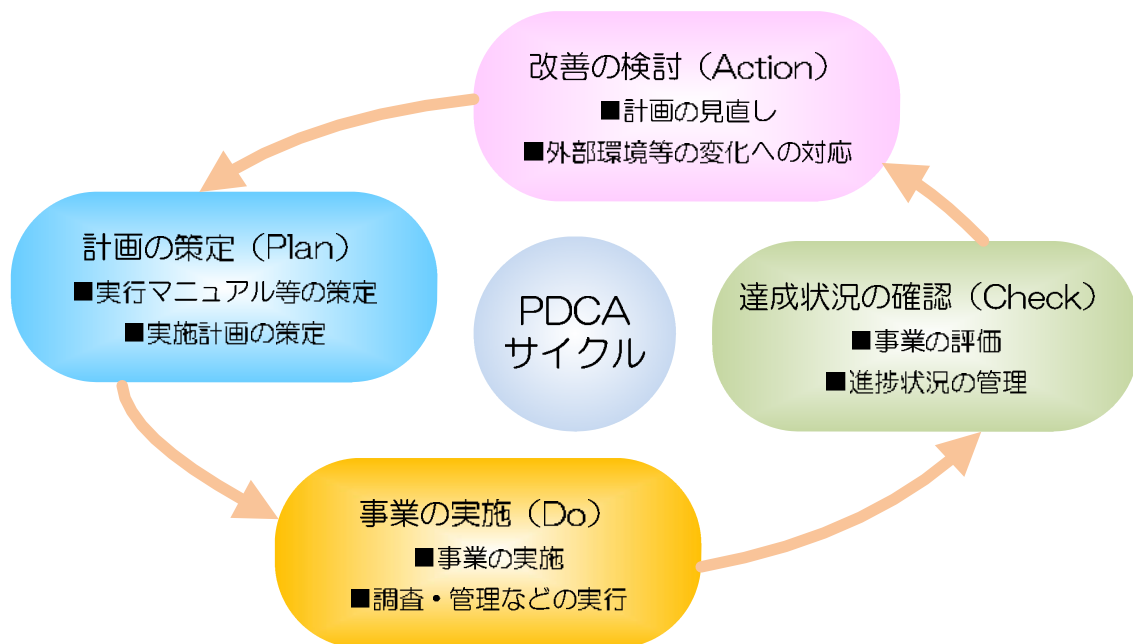 改善の検討（Action）
■計画の見直し
■外部環境等の変化への対応
計画の策定（Plan）
■実行マニュアル等の策定
■実施計画の策定
PDCA
サイクル
達成状況の確認（Check）
■事業の評価
■進捗状況の管理
事業の実施（Do）
■事業の実施
■調査・管理などの実行